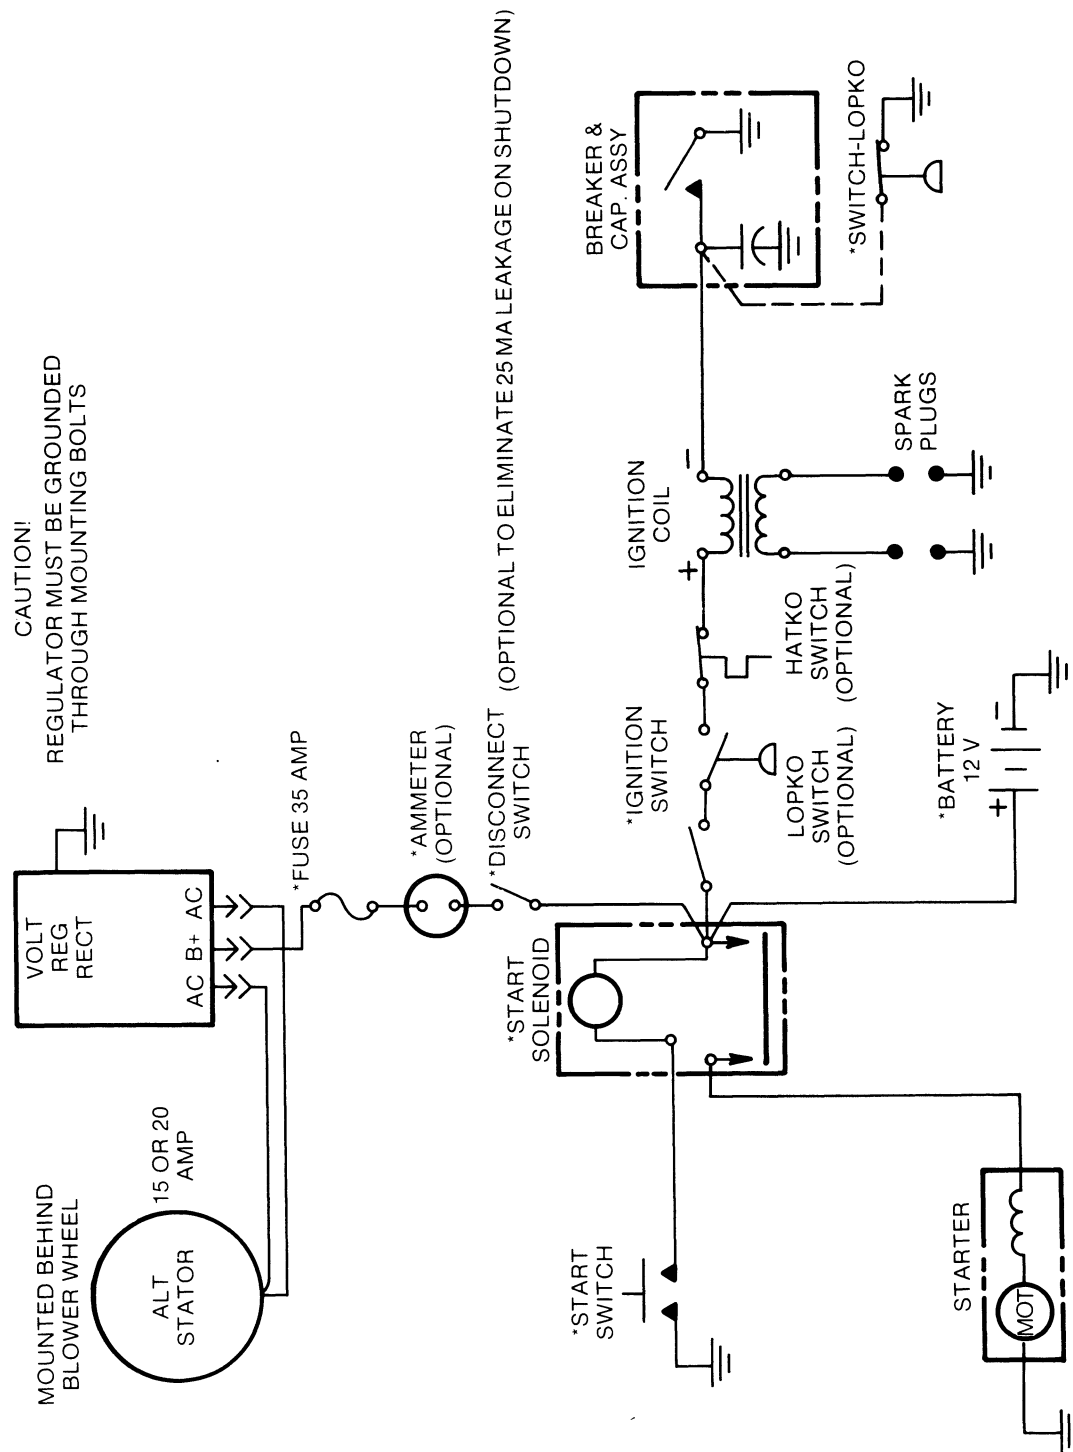 MOUNTED BEHIND
BLOWER WHEEL
ALT
STATOR
15 OR 20
AMP
VOLT
REG
RECT
AC
B+
AC
CAUTION!
REGULATOR MUST BE GROUNDED
THROUGH MOUNTING BOLTS
*FUSE 35 AMP
*AMMETER
(OPTIONAL)
*DISCONNECT
SWITCH
(OPTIONAL TO ELIMINATE 25 MA LEAKAGE ON SHUTDOWN)
*START
SOLENOID
*START
SWITCH
*IGNITION
SWITCH
LOPKO
SWITCH
(OPTIONAL)
HATKO
SWITCH
(OPTIONAL)
IGNITION
COIL
+
−
BREAKER &
CAP. ASSY
*SWITCH-LOPKO
SPARK
PLUGS
*BATTERY
12 V
+
−
STARTER
MOT